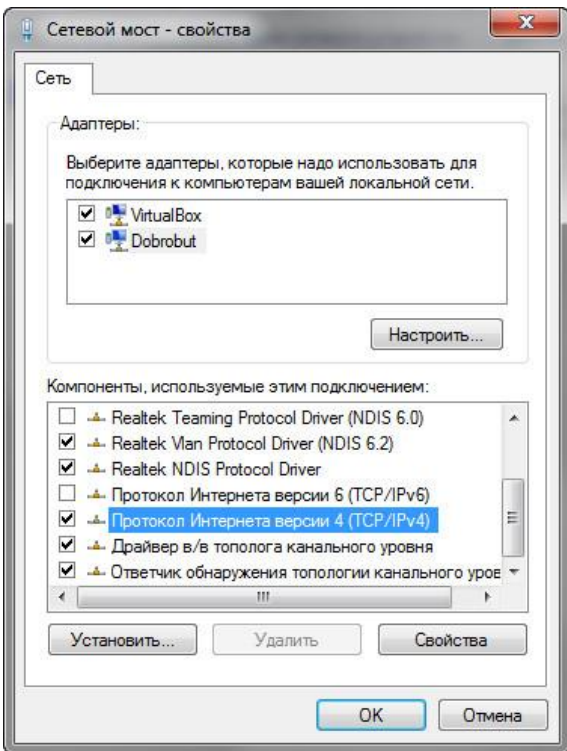 Сетевой мост - свойства
Сеть
Адаптеры:
Выберите адаптеры, которые надо использовать для
подключения к компьютерам вашей локальной сети.
VirtualBox
Dobrobut
Настроить...
Компоненты, используемые этим подключением:
Realtek Teaming Protocol Driver (NDIS 6.0)
Realtek Vlan Protocol Driver (NDIS 6.2)
Realtek NDIS Protocol Driver
Протокол Интернета версии 6 (TCP/IPv6)
Протокол Интернета версии 4 (TCP/IPv4)
Драйвер в/в тополога канального уровня
Ответчик обнаружения топологии канального уров
Установить... Удалить Свойства
OK Отмена